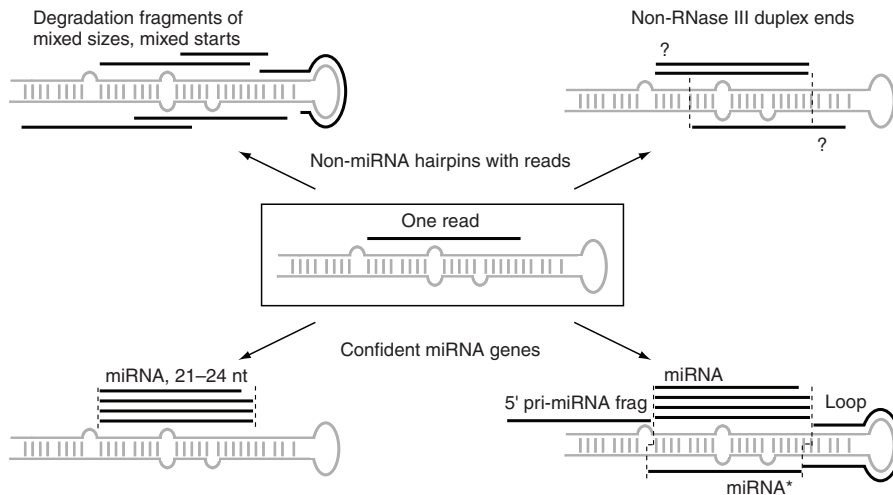 Degradation fragments of
mixed sizes, mixed starts
Non-RNase III duplex ends
?
?
Non-miRNA hairpins with reads
One read
Confident miRNA genes
miRNA, 21–24 nt
miRNA
5' pri-miRNA frag
Loop
miRNA*